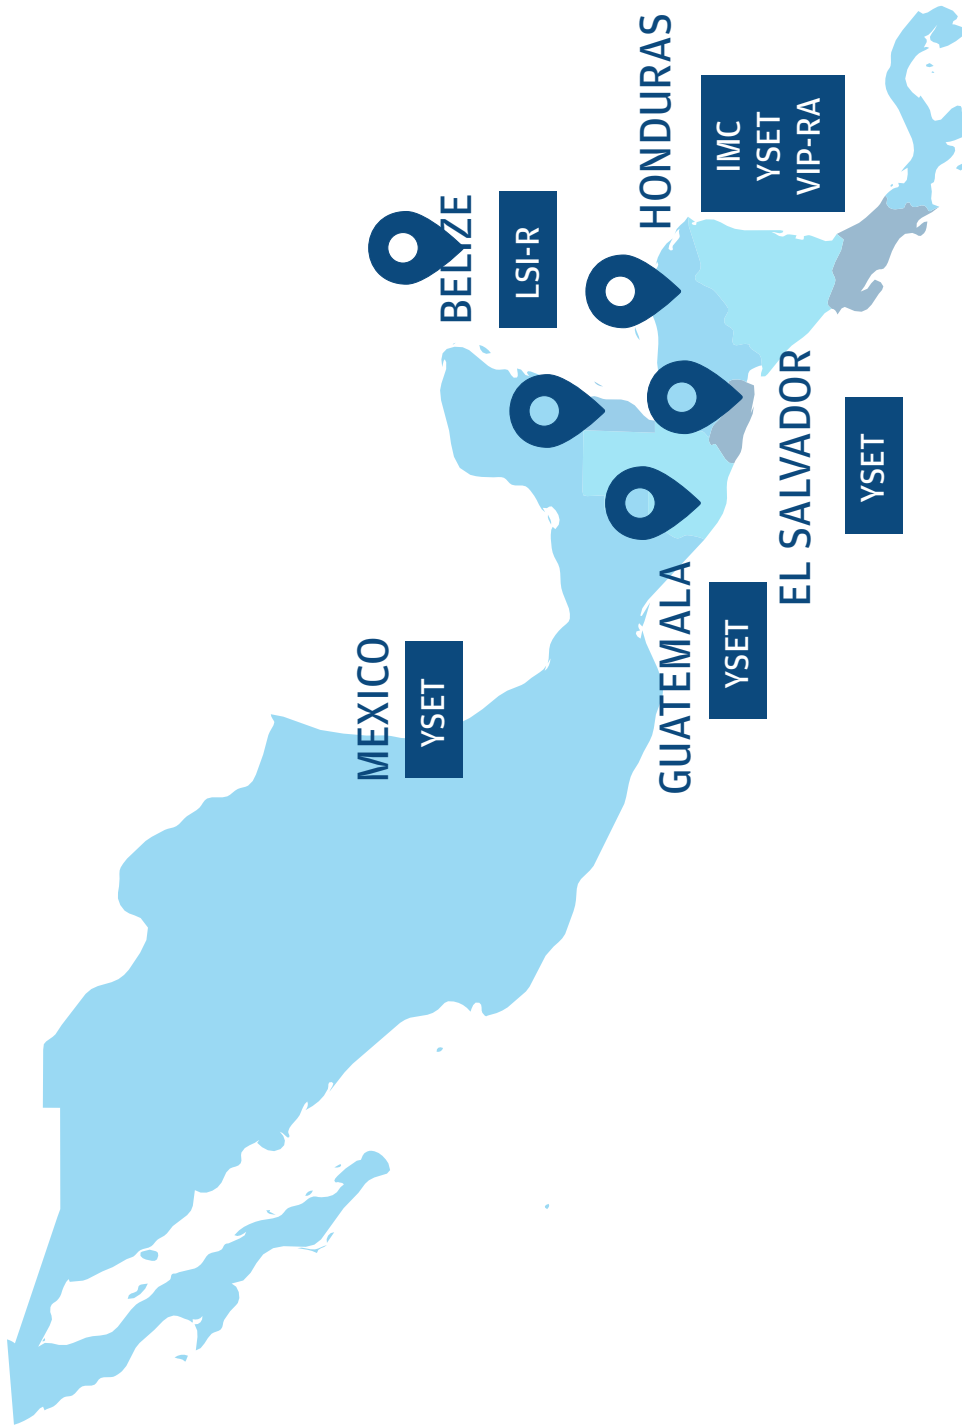 MEXICO
YSET
BELIZE
LSI-R
HONDURAS
IMC
YSET
VIP-RA
GUATEMALA
YSET
EL SALVADOR
YSET